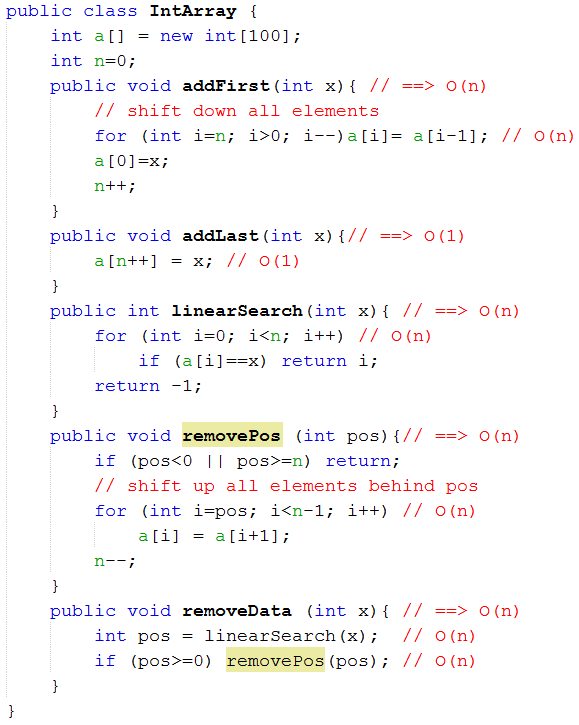 public class IntArray {
    int a[] = new int[100];
    int n=0;
    public void addFirst(int x){ // ==> O(n)
        // shift down all elements
        for (int i=n; i>0; i--)a[i]= a[i-1]; // O(n)
        a[0]=x;
        n++;
    }
    public void addLast(int x){// ==> O(1)
        a[n++] = x; // O(1)
    }
    public int linearSearch(int x){ // ==> O(n)
        for (int i=0; i<n; i++) // O(n)
            if (a[i]==x) return i;
        return -1;
    }
    public void removePos (int pos){// ==> O(n)
        if (pos<0 || pos>=n) return;
        // shift up all elements behind pos
        for (int i=pos; i<n-1; i++) // O(n)
            a[i] = a[i+1];
        n--;
    }
    public void removeData (int x){ // ==> O(n)
        int pos = linearSearch(x);  // O(n)
        if (pos>=0) removePos(pos); // O(n)
    }
}